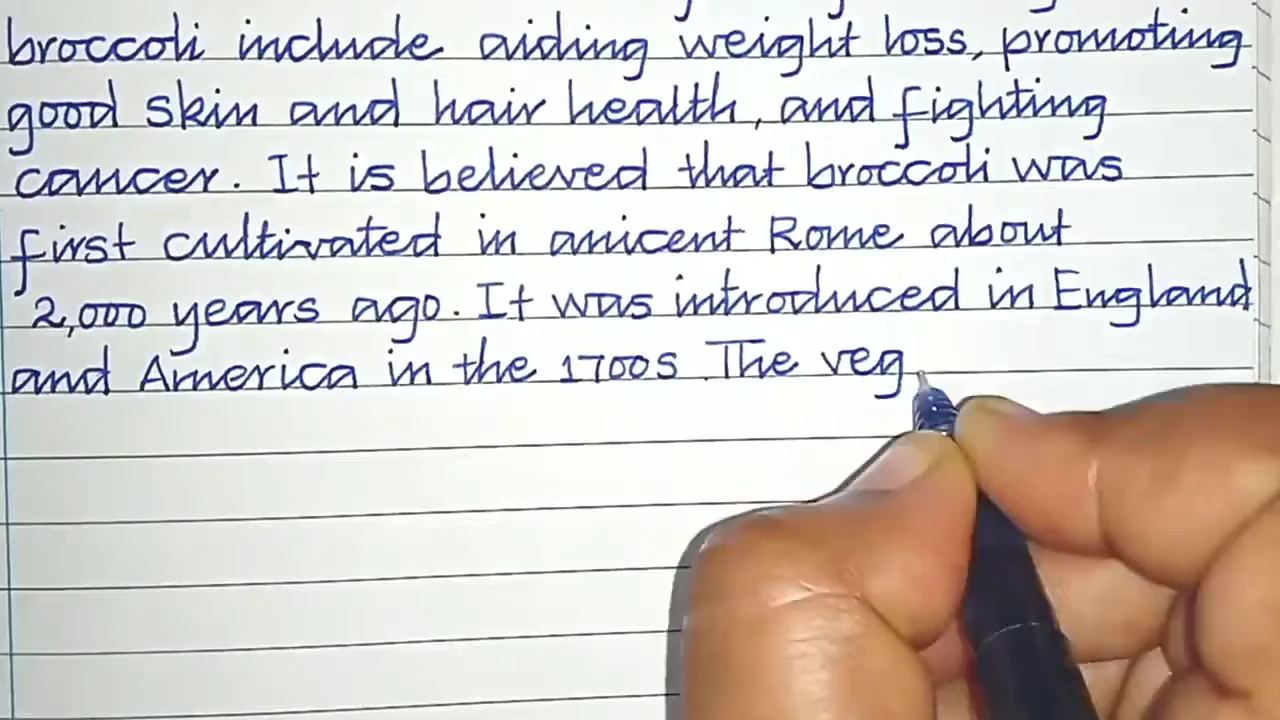 broccoli include aiding weight loss, promoting
good skin and hair health, and fighting
cancer. It is believed that broccoli was
first cultivated in anicent Rome about
2,000 years ago. It was introduced in England
and America in the 1700s. The veg